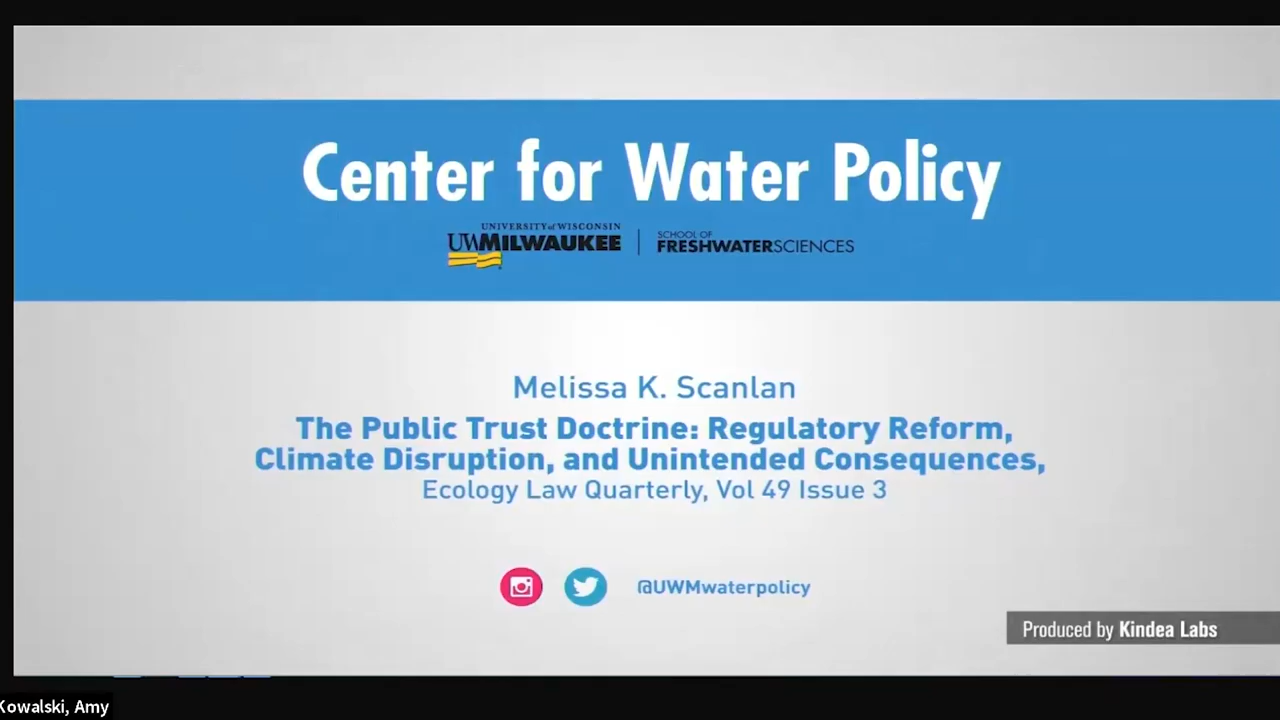 Center for Water Policy
UNIVERSITY of WISCONSIN
UWMILWAUKEE
SCHOOL OF
FRESHWATERSCIENCES
Melissa K. Scanlan
The Public Trust Doctrine: Regulatory Reform,
Climate Disruption, and Unintended Consequences,
Ecology Law Quarterly, Vol 49 Issue 3
@UWMwaterpolicy
Produced by Kindea Labs
Kowalski, Amy